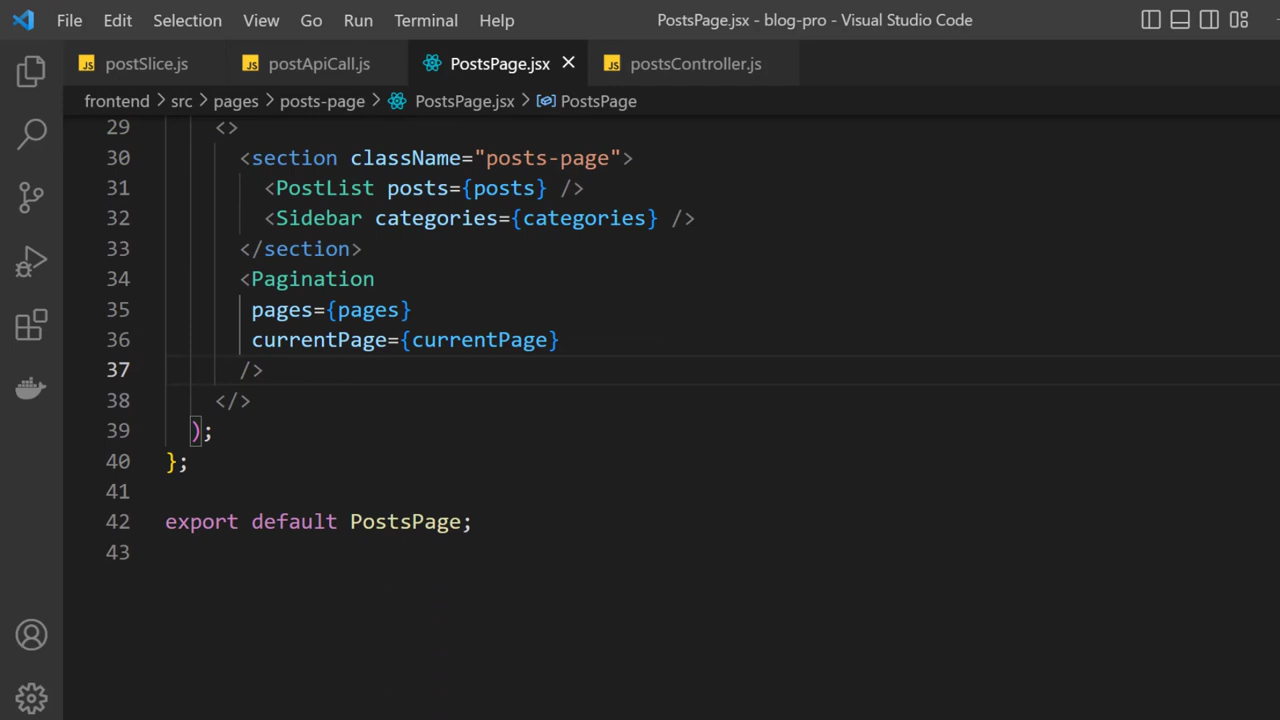 File Edit Selection View Go Run Terminal Help PostsPage.jsx - blog-pro - Visual Studio Code
JS postSlice.js JS postApiCall.js PostsPage.jsx JS postsController.js
frontend > src > pages > posts-page > PostsPage.jsx > PostsPage
29 <>
30 <section className="posts-page">
31 <PostList posts={posts} />
32 <Sidebar categories={categories} />
33 </section>
34 <Pagination
35 pages={pages}
36 currentPage={currentPage}
37 />
38 </>
39 );
40 };
41
42 export default PostsPage;
43